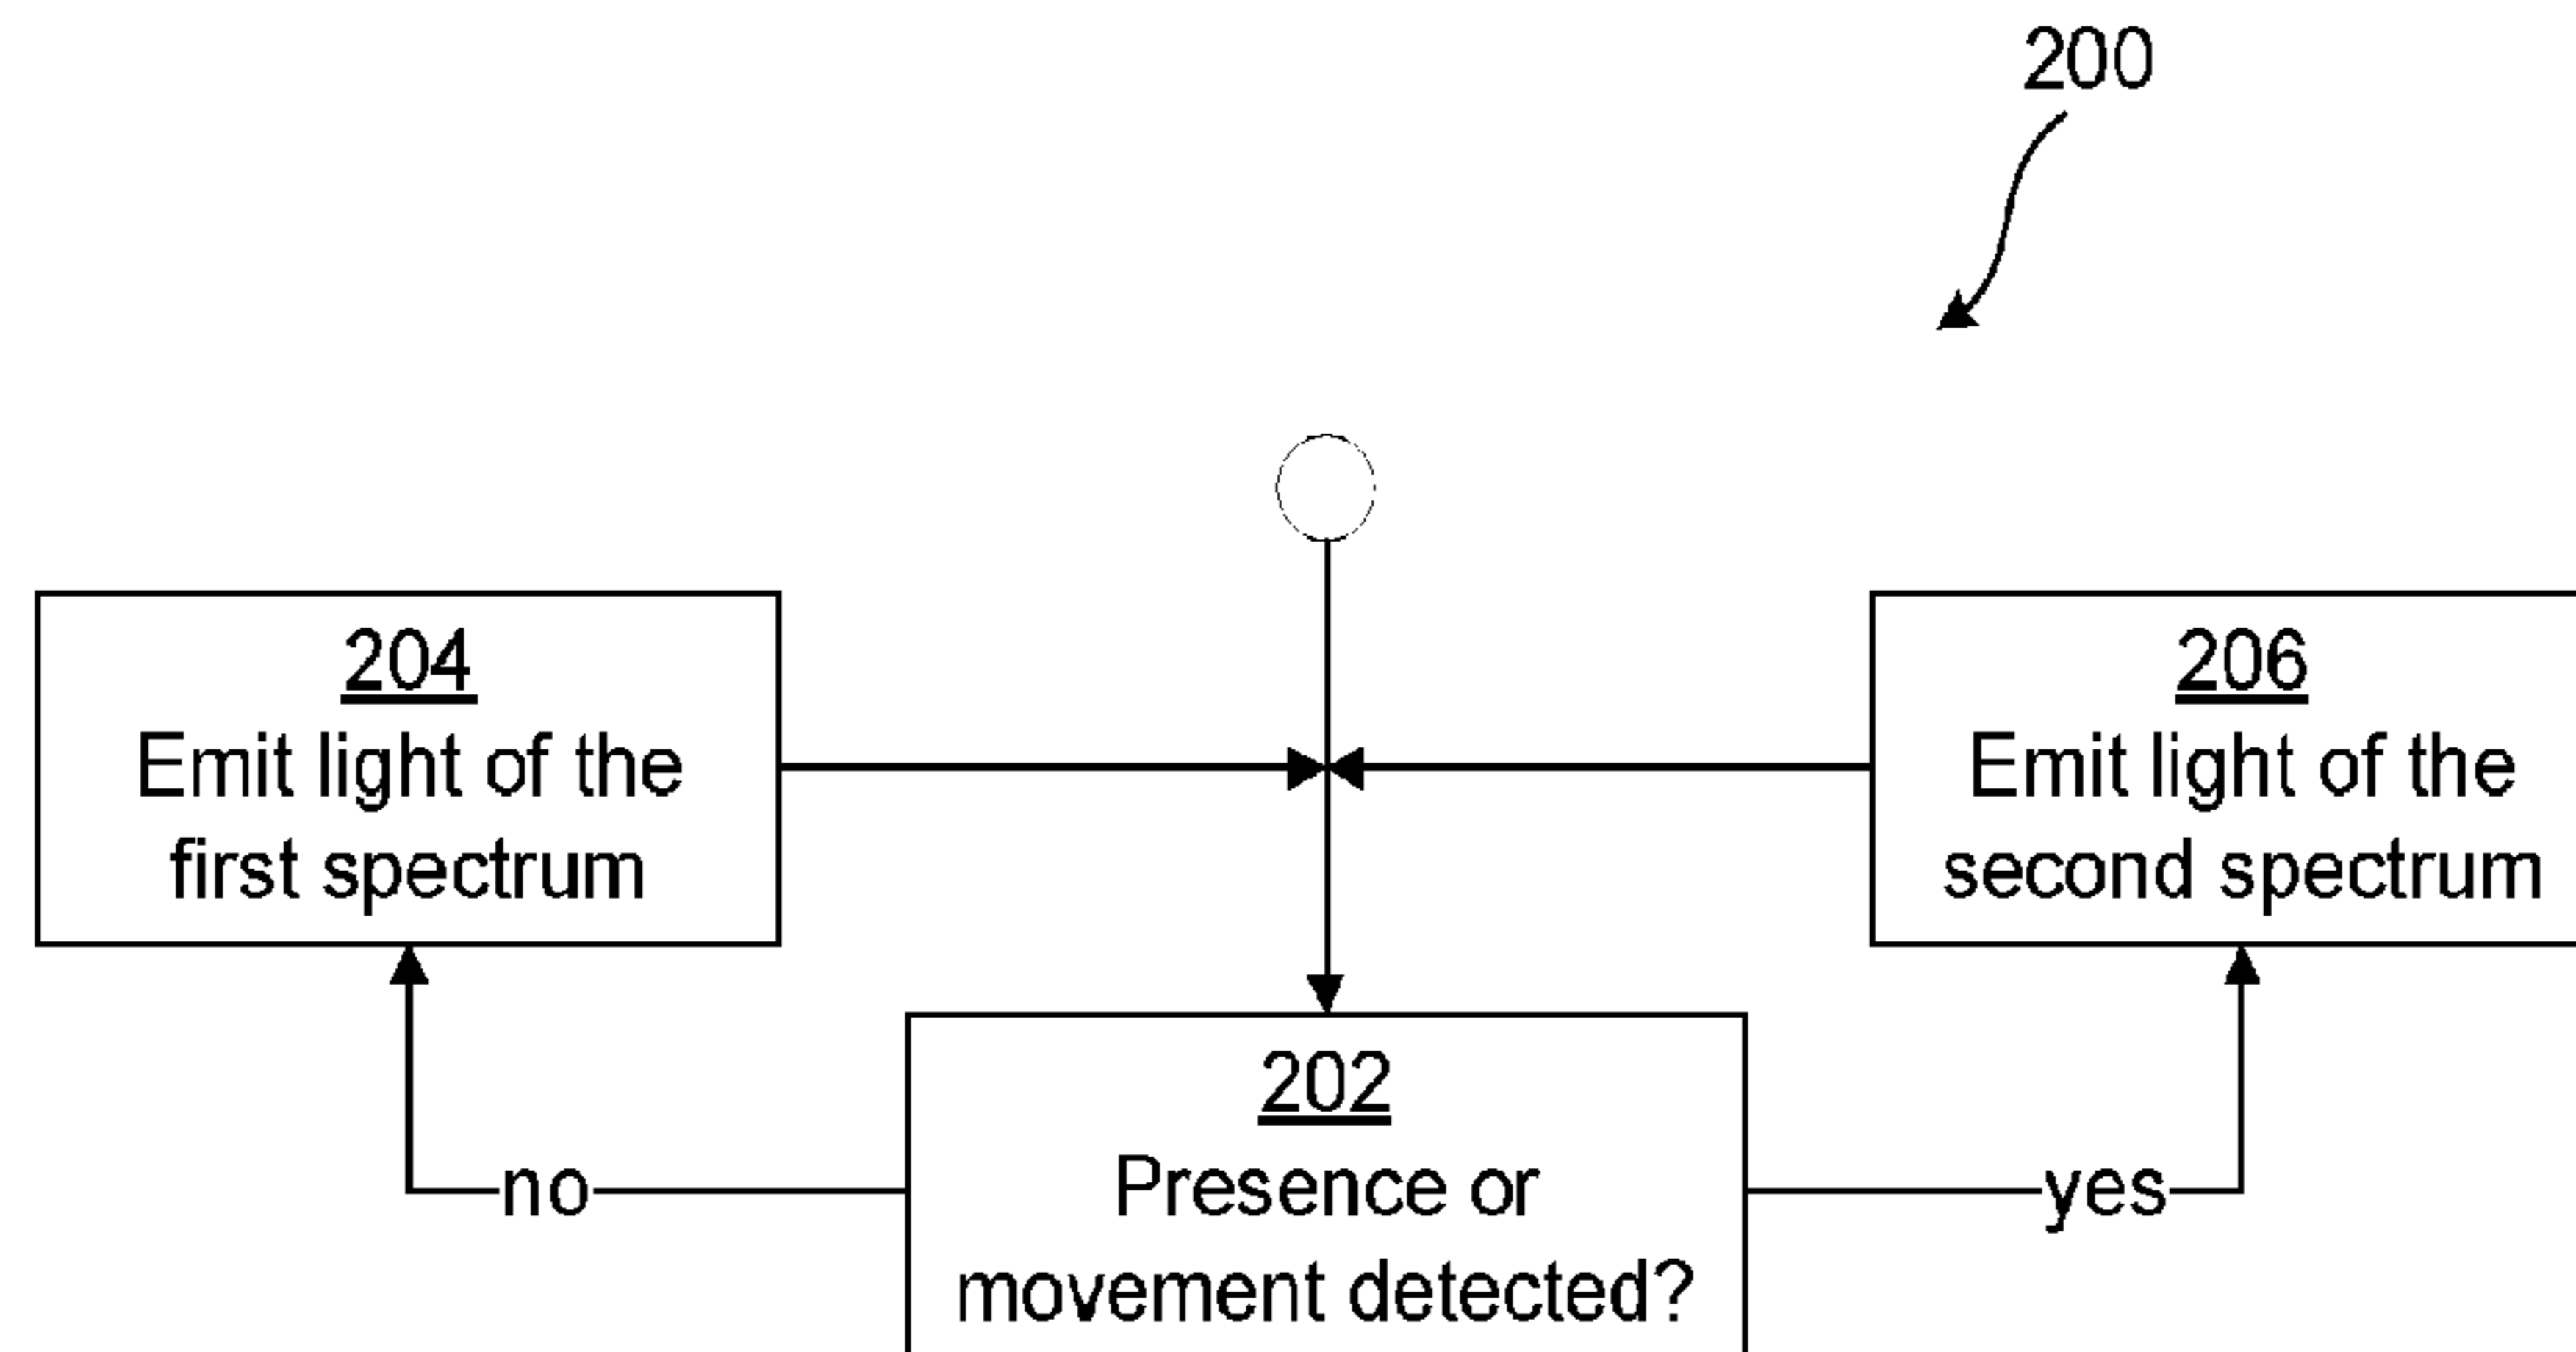 200
204
Emit light of the
first spectrum
206
Emit light of the
second spectrum
202
Presence or
movement detected?
no
yes